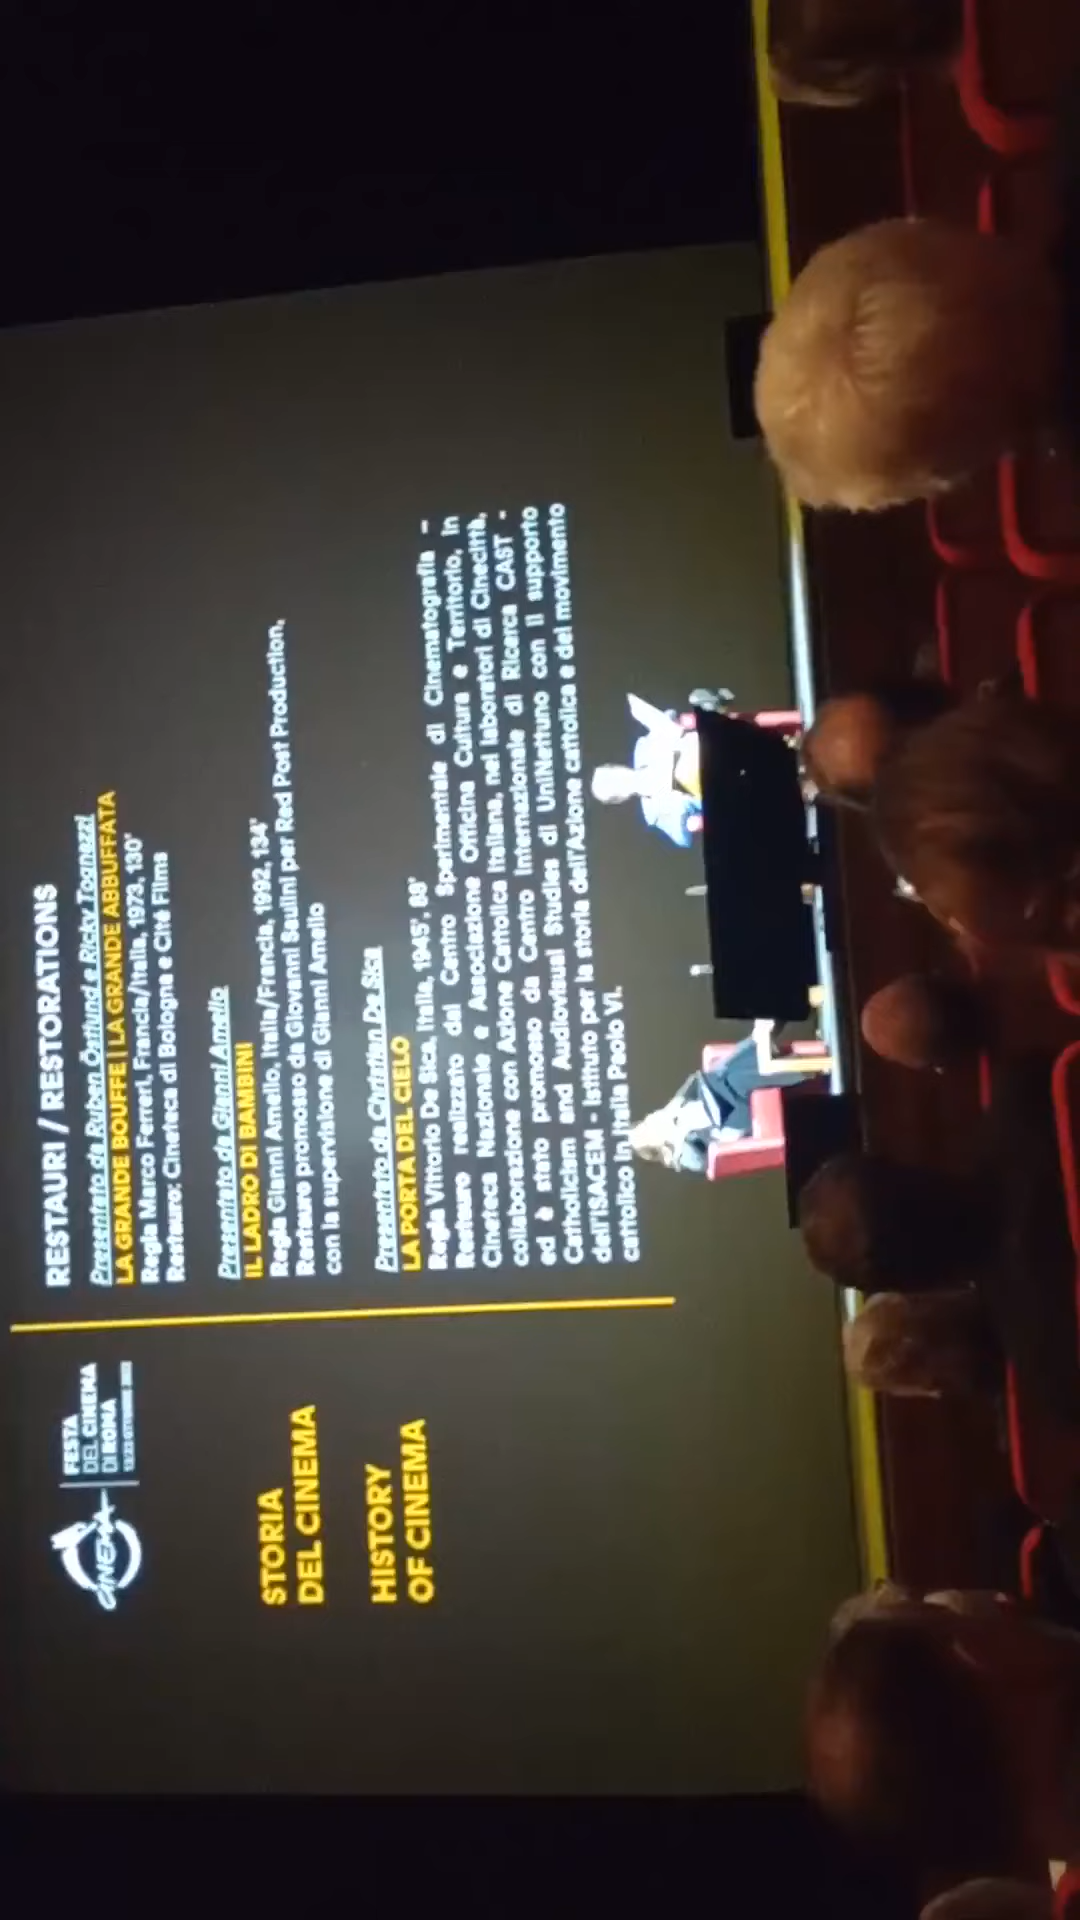 CINEMA
FESTA
DEL CINEMA
DI ROMA
STORIA
DEL CINEMA
HISTORY
OF CINEMA
RESTAURI / RESTORATIONS
Presentato da Ruben Östlund e Ricky Tognazzi
LA GRANDE BOUFFE | LA GRANDE ABBUFFATA
Regia Marco Ferreri, Francia/Italia, 1973, 130'
Restauro: Cineteca di Bologna e Cité Films
Presentato da Gianni Amelio
IL LADRO DI BAMBINI
Regia Gianni Amelio, Italia/Francia, 1992, 134'
Restauro promosso da Giovanni Saulini per Red Post Production,
con la supervisione di Gianni Amelio
Presentato da Christian De Sica
LA PORTA DEL CIELO
Regia Vittorio De Sica, Italia, 1945', 88'
Restauro realizzato dal Centro Sperimentale di Cinematografia –
Cineteca Nazionale e Associazione Officina Cultura e Territorio, in
collaborazione con Azione Cattolica Italiana, nei laboratori di Cinecittà,
ed è stato promosso da Centro Internazionale di Ricerca CAST -
Catholicism and Audiovisual Studies di UniNettuno con il supporto
dell'ISACEM - Istituto per la storia dell'Azione cattolica e del movimento
cattolico in Italia Paolo VI.